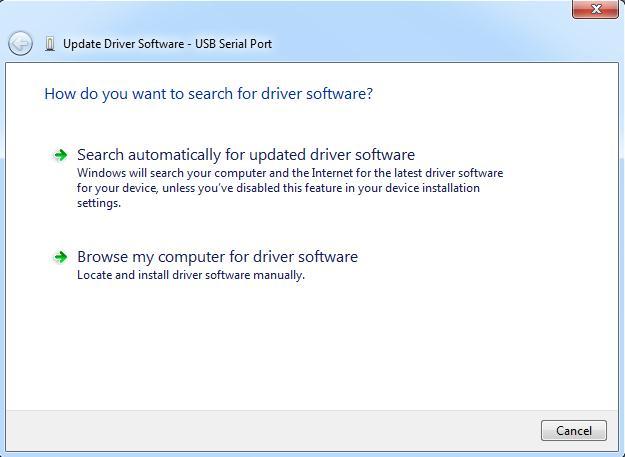 Update Driver Software - USB Serial Port
How do you want to search for driver software?
Search automatically for updated driver software
Windows will search your computer and the Internet for the latest driver software
for your device, unless you've disabled this feature in your device installation
settings.
Browse my computer for driver software
Locate and install driver software manually.
Cancel